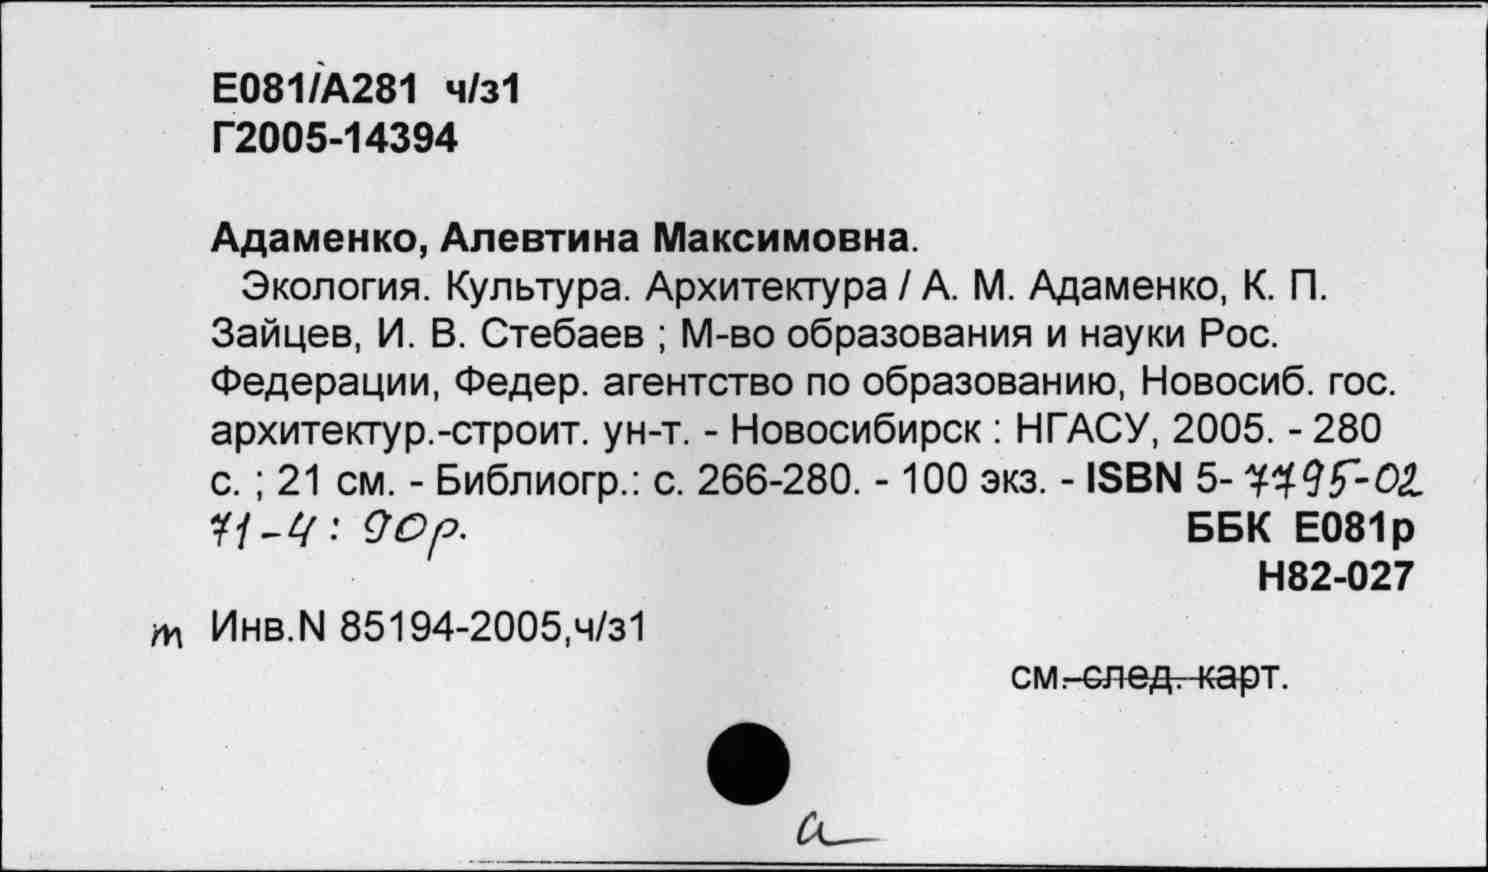 Е081/А281 ч/з1
Г2005-14394
Адаменко, Алевтина Максимовна.
Экология. Культура. Архитектура / А. М. Адаменко, К. П.
Зайцев, И. В. Стебаев ; М-во образования и науки Рос.
Федерации, Федер. агентство по образованию, Новосиб. гос.
архитектур.-строит. ун-т. - Новосибирск : НГАСУ, 2005. - 280
с. ; 21 см. - Библиогр.: с. 266-280. - 100 экз. - ISBN 5-7795-02
71-4: 90р.
ББК Е081р
Н82-027
т Инв.N 85194-2005,ч/з1
см. след. карт.
а